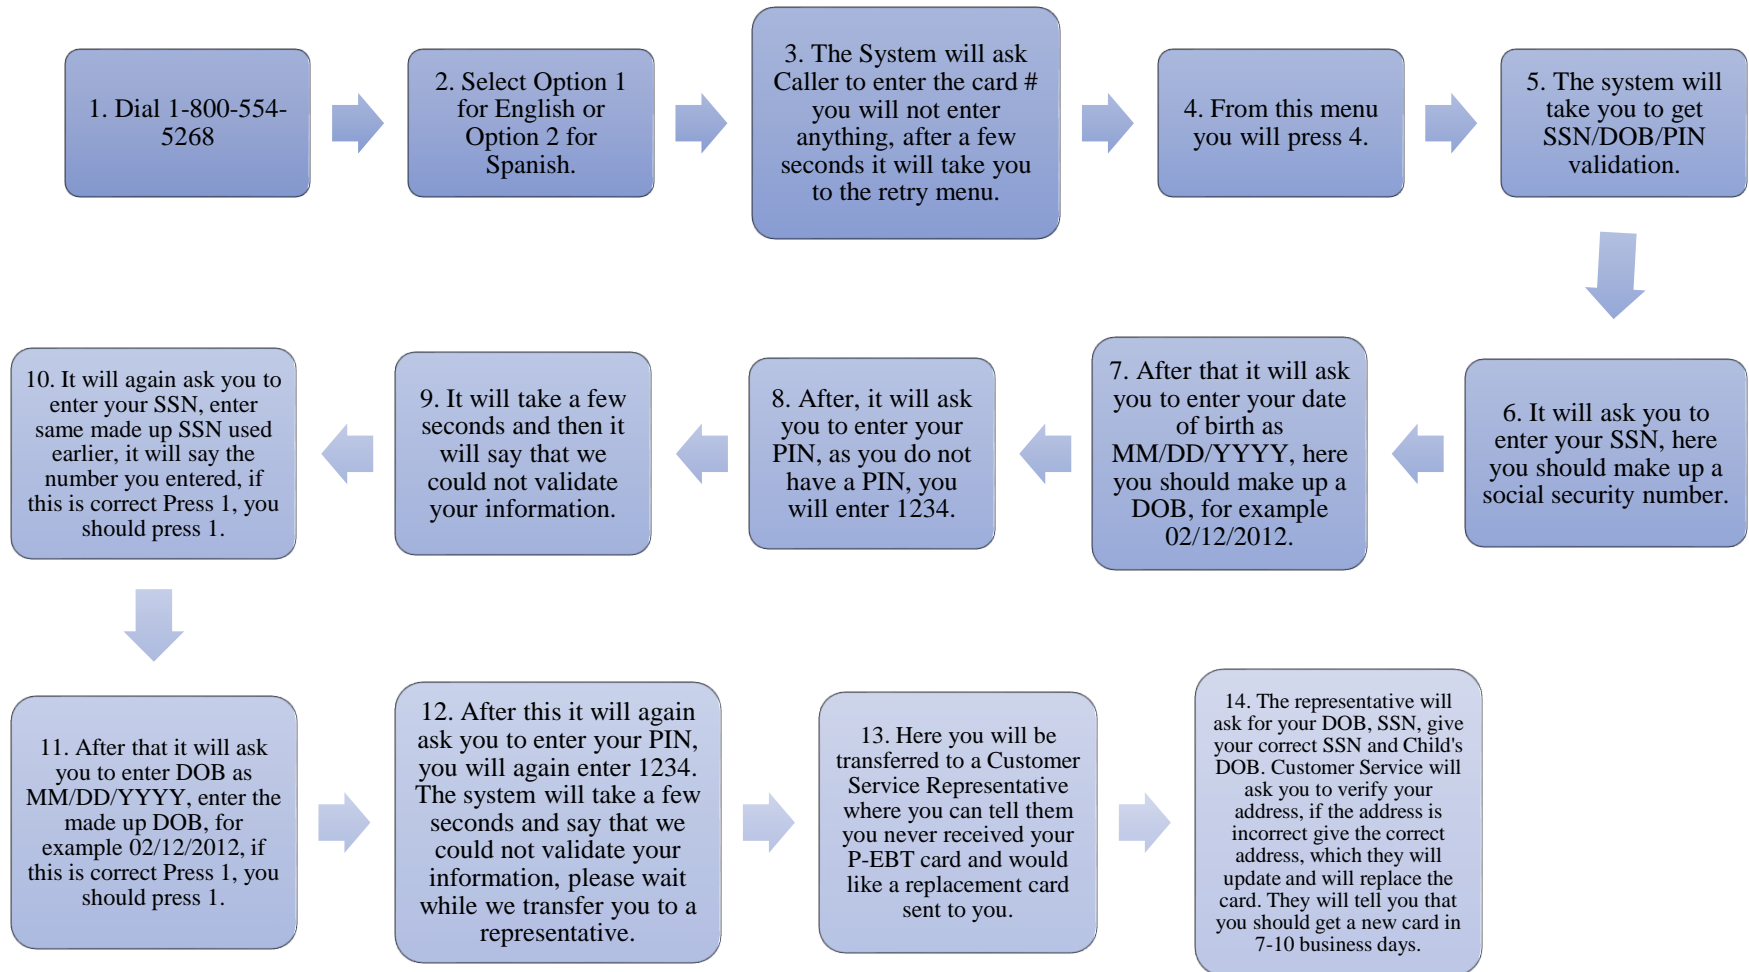 1. Dial 1-800-554-
5268
2. Select Option 1
for English or
Option 2 for
Spanish.
3. The System will ask
Caller to enter the card #
you will not enter
anything, after a few
seconds it will take you
to the retry menu.
4. From this menu
you will press 4.
5. The system will
take you to get
SSN/DOB/PIN
validation.
6. It will ask you to
enter your SSN, here
you should make up a
social security number.
7. After that it will ask
you to enter your date
of birth as
MM/DD/YYYY, here
you should make up a
DOB, for example
02/12/2012.
8. After, it will ask
you to enter your
PIN, as you do not
have a PIN, you
will enter 1234.
9. It will take a few
seconds and then it
will say that we
could not validate
your information.
10. It will again ask you to
enter your SSN, enter
same made up SSN used
earlier, it will say the
number you entered, if
this is correct Press 1, you
should press 1.
11. After that it will ask
you to enter DOB as
MM/DD/YYYY, enter the
made up DOB, for
example 02/12/2012, if
this is correct Press 1, you
should press 1.
12. After this it will again
ask you to enter your PIN,
you will again enter 1234.
The system will take a few
seconds and say that we
could not validate your
information, please wait
while we transfer you to a
representative.
13. Here you will be
transferred to a Customer
Service Representative
where you can tell them
you never received your
P-EBT card and would
like a replacement card
sent to you.
14. The representative will
ask for your DOB, SSN, give
your correct SSN and Child's
DOB. Customer Service will
ask you to verify your
address, if the address is
incorrect give the correct
address, which they will
update and will replace the
card. They will tell you that
you should get a new card in
7-10 business days.